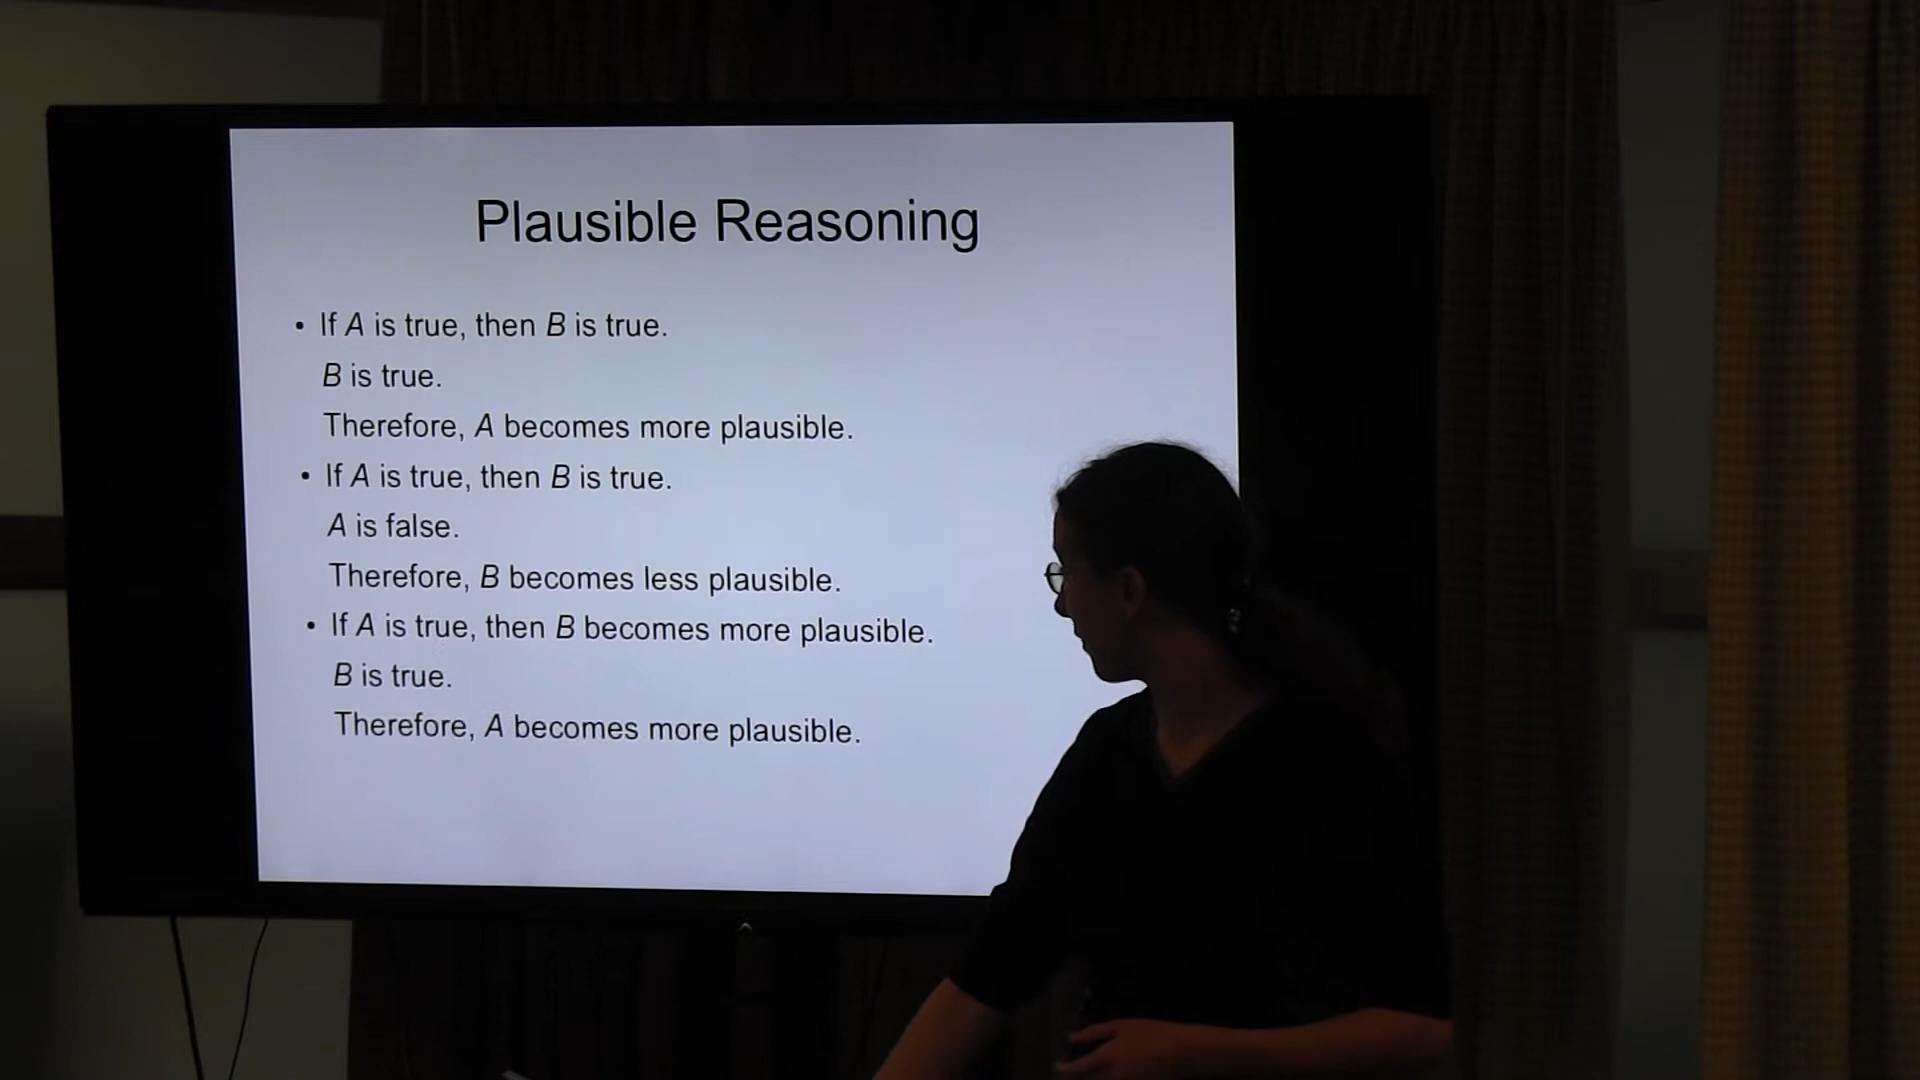 Plausible Reasoning
• If A is true, then B is true.
B is true.
Therefore, A becomes more plausible.
• If A is true, then B is true.
A is false.
Therefore, B becomes less plausible.
• If A is true, then B becomes more plausible.
B is true.
Therefore, A becomes more plausible.